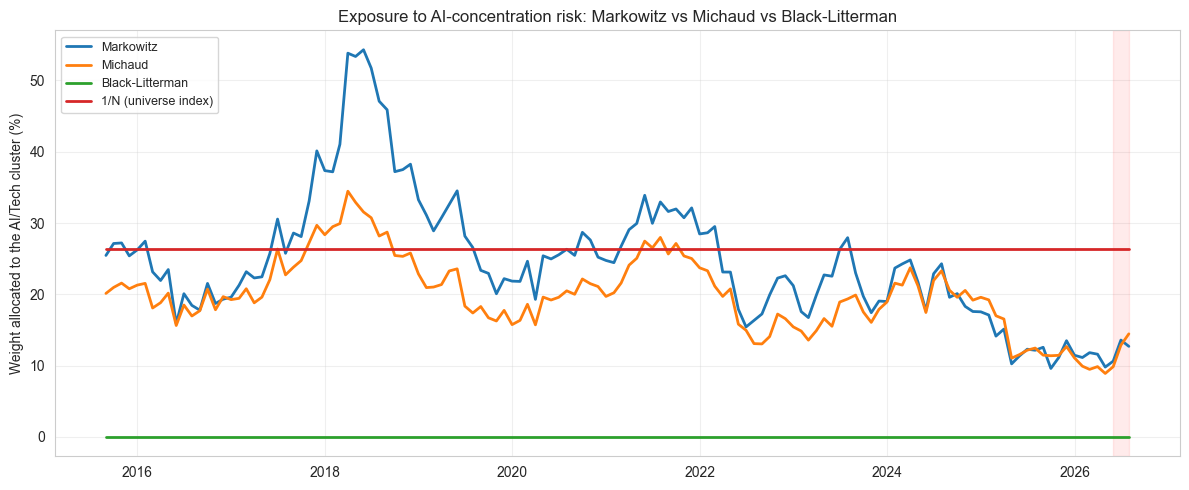 Exposure to AI-concentration risk: Markowitz vs Michaud vs Black-Litterman
Markowitz
Michaud
Black-Litterman
1/N (universe index)
Weight allocated to the AI/Tech cluster (%)
50
40
30
20
10
0
2016 2018 2020 2022 2024 2026